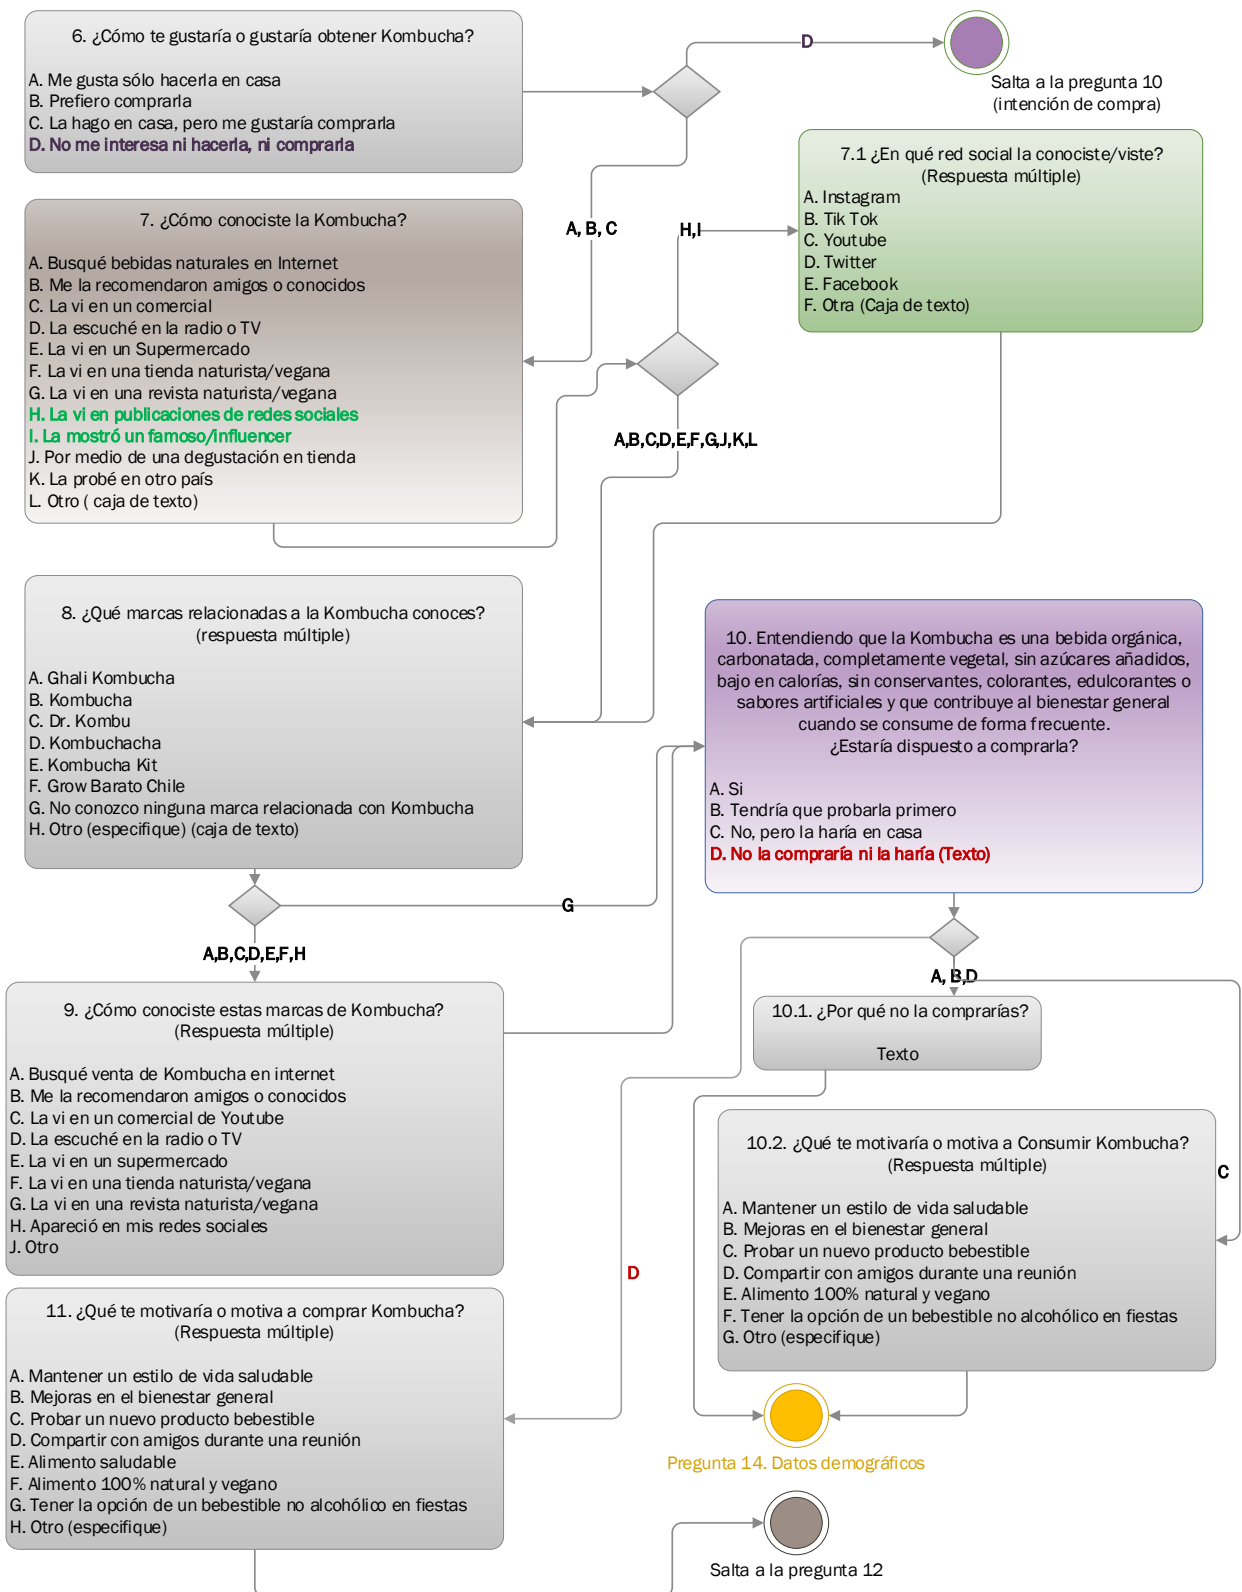 6. ¿Cómo te gustaría o gustaría obtener Kombucha?
A. Me gusta sólo hacerla en casa
B. Prefiero comprarla
C. La hago en casa, pero me gustaría comprarla
D. No me interesa ni hacerla, ni comprarla
D
Salta a la pregunta 10
(intención de compra)
7. ¿Cómo conociste la Kombucha?
A. Busqué bebidas naturales en Internet
B. Me la recomendaron amigos o conocidos
C. La vi en un comercial
D. La escuché en la radio o TV
E. La vi en un Supermercado
F. La vi en una tienda naturista/vegana
G. La vi en una revista naturista/vegana
H. La vi en publicaciones de redes sociales
I. La mostró un famoso/influencer
J. Por medio de una degustación en tienda
K. La probé en otro país
L. Otro ( caja de texto)
A, B, C
H,I
7.1 ¿En qué red social la conociste/viste?
(Respuesta múltiple)
A. Instagram
B. Tik Tok
C. Youtube
D. Twitter
E. Facebook
F. Otra (Caja de texto)
A,B,C,D,E,F,G,J,K,L
8. ¿Qué marcas relacionadas a la Kombucha conoces?
(respuesta múltiple)
A. Ghali Kombucha
B. Kombucha
C. Dr. Kombu
D. Kombuchacha
E. Kombucha Kit
F. Grow Barato Chile
G. No conozco ninguna marca relacionada con Kombucha
H. Otro (especifique) (caja de texto)
G
A,B,C,D,E,F,H
10. Entendiendo que la Kombucha es una bebida orgánica,
carbonatada, completamente vegetal, sin azúcares añadidos,
bajo en calorías, sin conservantes, colorantes, edulcorantes o
sabores artificiales y que contribuye al bienestar general
cuando se consume de forma frecuente.
¿Estaría dispuesto a comprarla?
A. Si
B. Tendría que probarla primero
C. No, pero la haría en casa
D. No la compraría ni la haría (Texto)
A, B,D
9. ¿Cómo conociste estas marcas de Kombucha?
(Respuesta múltiple)
A. Busqué venta de Kombucha en internet
B. Me la recomendaron amigos o conocidos
C. La vi en un comercial de Youtube
D. La escuché en la radio o TV
E. La vi en un supermercado
F. La vi en una tienda naturista/vegana
G. La vi en una revista naturista/vegana
H. Apareció en mis redes sociales
J. Otro
10.1. ¿Por qué no la comprarías?
Texto
10.2. ¿Qué te motivaría o motiva a Consumir Kombucha?
(Respuesta múltiple)
A. Mantener un estilo de vida saludable
B. Mejoras en el bienestar general
C. Probar un nuevo producto bebestible
D. Compartir con amigos durante una reunión
E. Alimento 100% natural y vegano
F. Tener la opción de un bebestible no alcohólico en fiestas
G. Otro (especifique)
C
D
11. ¿Qué te motivaría o motiva a comprar Kombucha?
(Respuesta múltiple)
A. Mantener un estilo de vida saludable
B. Mejoras en el bienestar general
C. Probar un nuevo producto bebestible
D. Compartir con amigos durante una reunión
E. Alimento saludable
F. Alimento 100% natural y vegano
G. Tener la opción de un bebestible no alcohólico en fiestas
H. Otro (especifique)
Pregunta 14. Datos demográficos
Salta a la pregunta 12